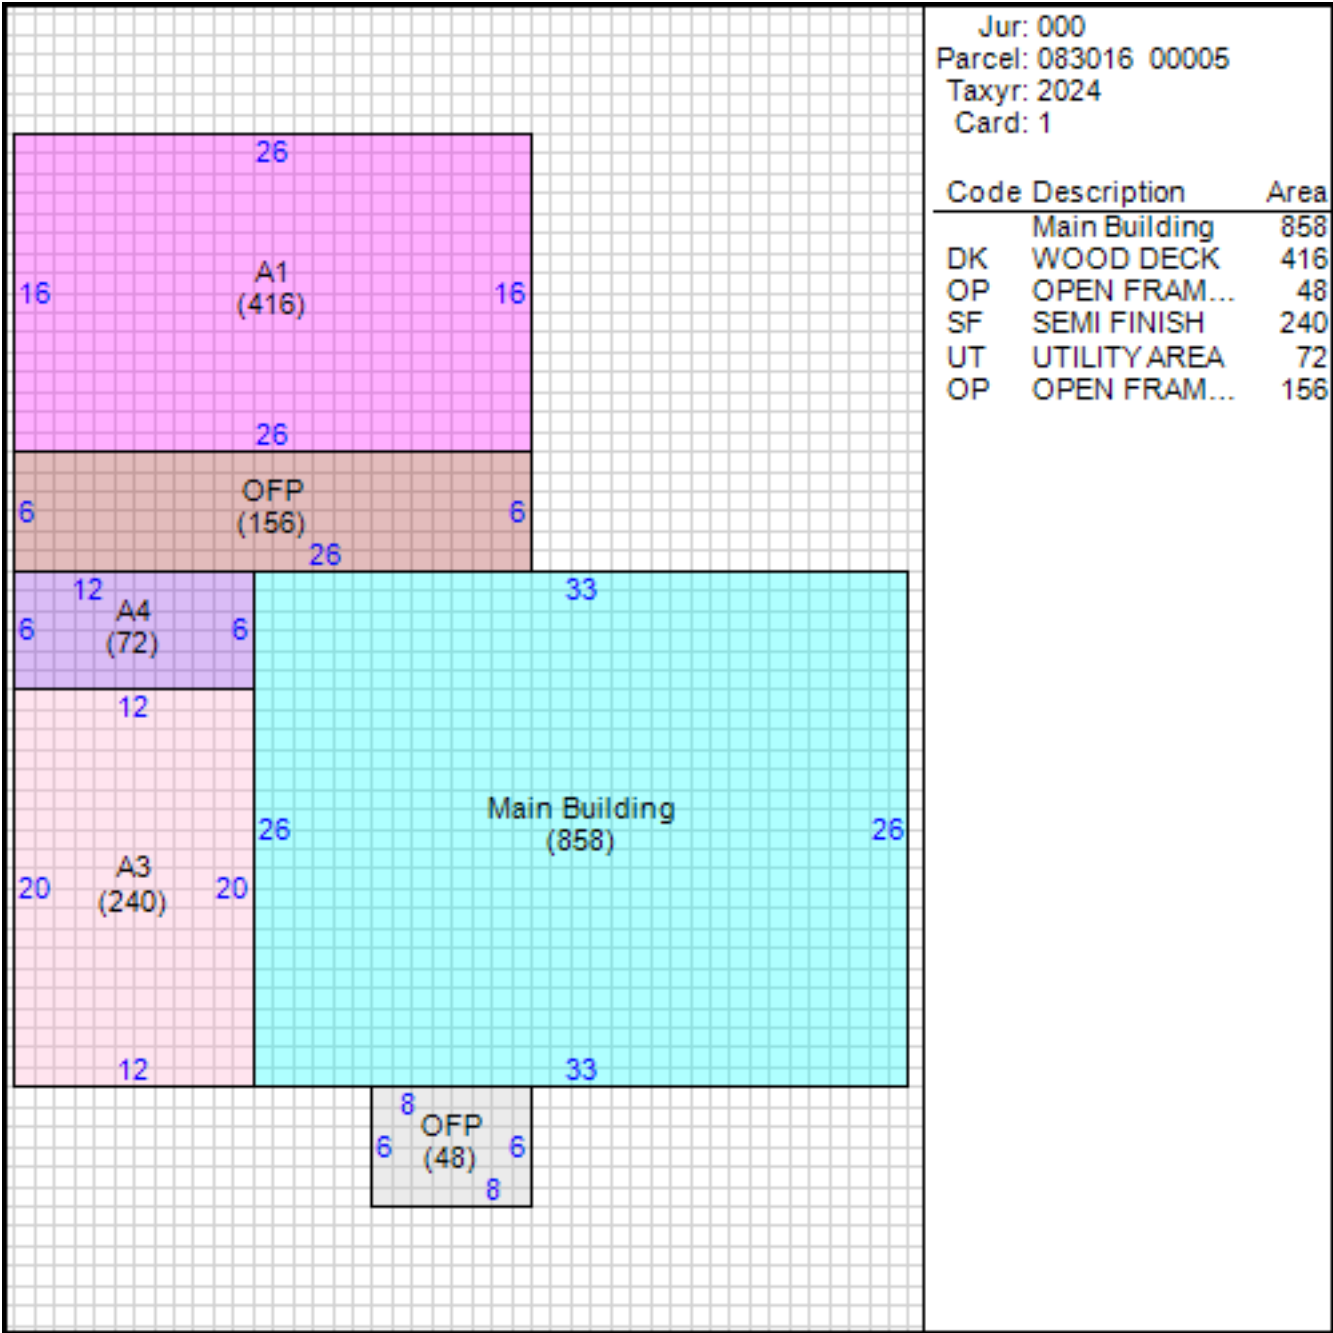 26
A1
(416)
16 16
26
OFP
(156)
6 6
26
12
A4
(72)
6 6
12
33
Main Building
(858)
26 26
33
A3
(240)
20 20
12
8
OFP
(48)
6 6
8
Jur: 000
Parcel: 083016 00005
Taxyr: 2024
Card: 1
Code Description Area
Main Building 858
DK WOOD DECK 416
OP OPEN FRAM... 48
SF SEMI FINISH 240
UT UTILITY AREA 72
OP OPEN FRAM... 156